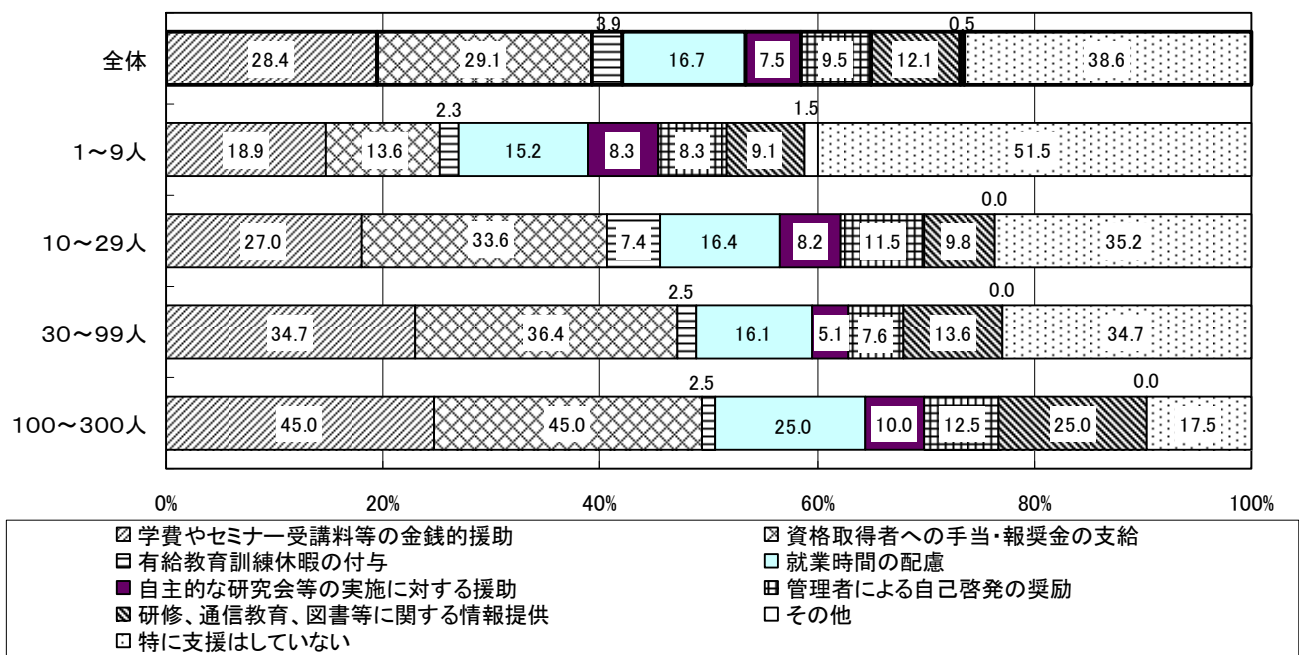 3.9 0.5
全体 28.4 29.1 16.7 7.5 9.5 12.1 38.6
2.3 1.5
1～9人 18.9 13.6 15.2 8.3 8.3 9.1 51.5
0.0
10～29人 27.0 33.6 7.4 16.4 8.2 11.5 9.8 35.2
2.5 0.0
30～99人 34.7 36.4 16.1 5.1 7.6 13.6 34.7
2.5 0.0
100～300人 45.0 45.0 25.0 10.0 12.5 25.0 17.5
0% 20% 40% 60% 80% 100%
学費やセミナー受講料等の金銭的援助 資格取得者への手当・報奨金の支給
有給教育訓練休暇の付与 就業時間の配慮
自主的な研究会等の実施に対する援助 管理者による自己啓発の奨励
研修、通信教育、図書等に関する情報提供 その他
特に支援はしていない